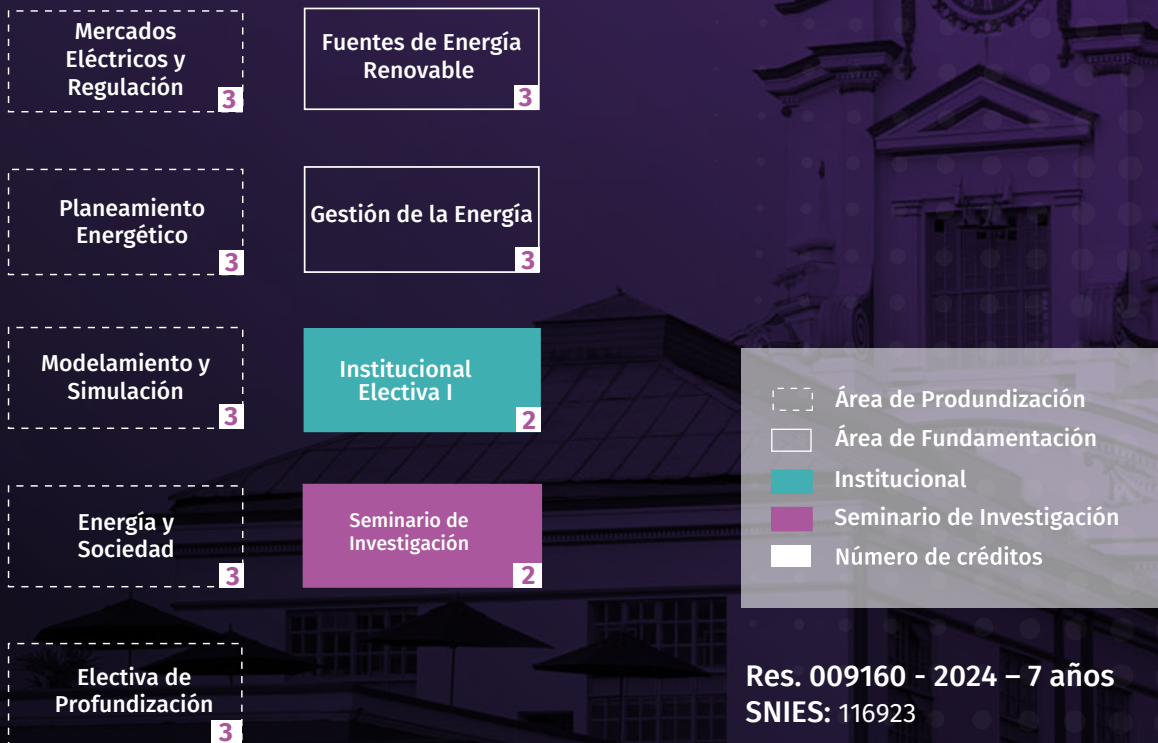 Mercados
Eléctricos y
Regulación
3
Fuentes de Energía
Renovable
3
Planeamiento
Energético
3
Gestión de la Energía
3
Modelamiento y
Simulación
3
Institucional
Electiva I
2
Energía y
Sociedad
3
Seminario de
Investigación
2
Electiva de
Profundización
3
Área de Produndización
Área de Fundamentación
Institucional
Seminario de Investigación
Número de créditos
Res. 009160 - 2024 – 7 años
SNIES: 116923